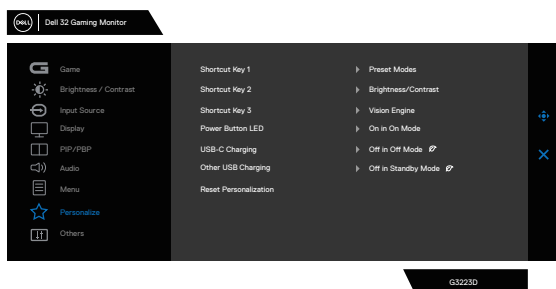 DELL
Dell 32 Gaming Monitor
Game
Brightness / Contrast
Input Source
Display
PIP/PBP
Audio
Menu
Personalize
Others
Shortcut Key 1 Preset Modes
Shortcut Key 2 Brightness/Contrast
Shortcut Key 3 Vision Engine
Power Button LED On in On Mode
USB-C Charging Off in Off Mode
Other USB Charging Off in Standby Mode
Reset Personalization
G3223D